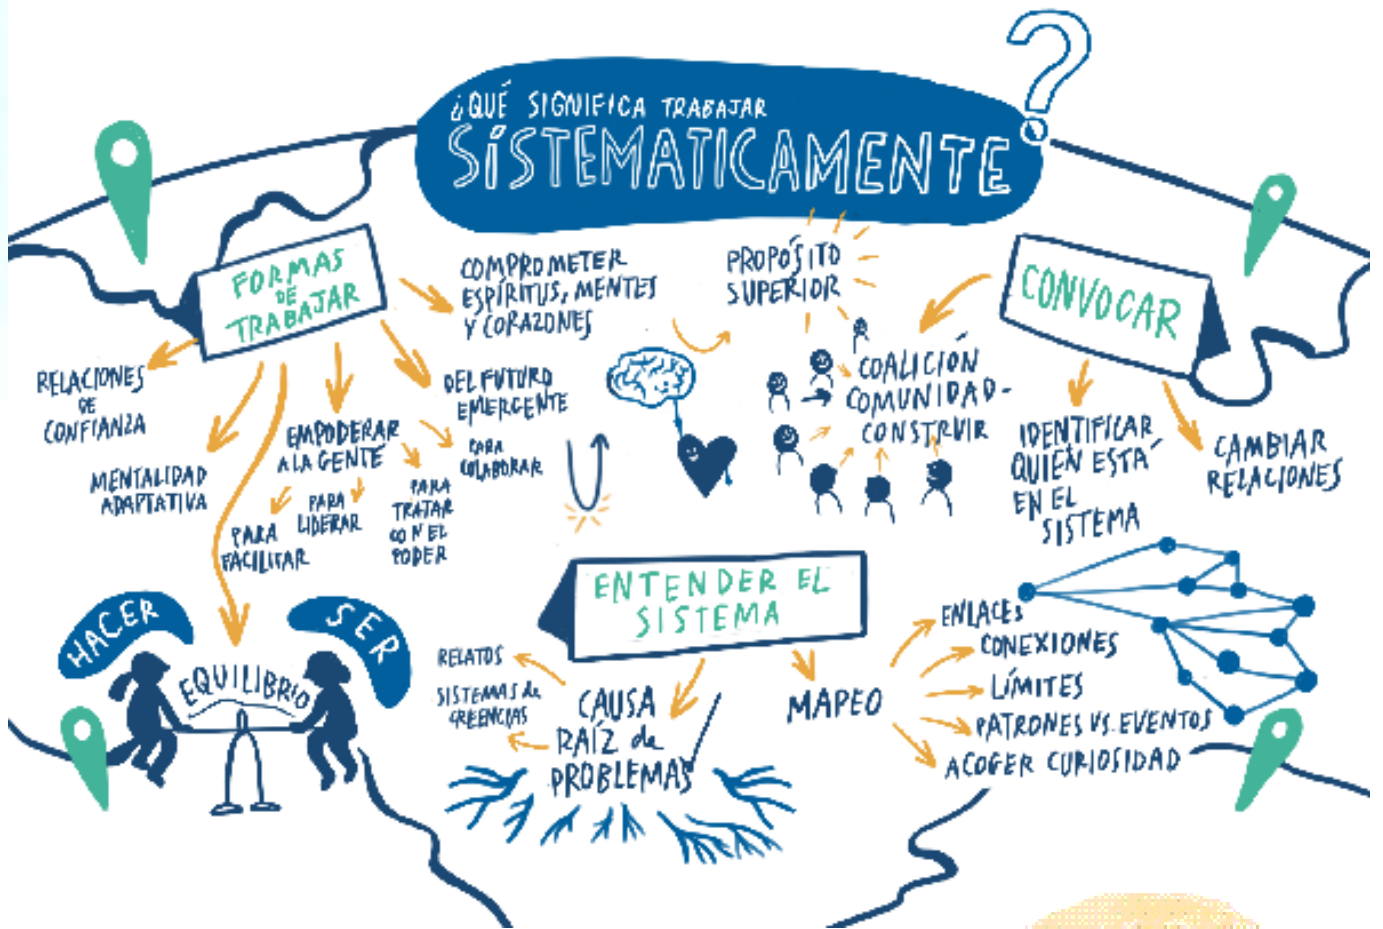 ¿QUÉ SIGNIFICA TRABAJAR
SISTEMATICAMENTE?
FORMAS
DE
TRABAJAR
RELACIONES
DE
CONFIANZA
MENTALIDAD
ADAPTATIVA
EMPODERAR
A LA GENTE
PARA
FACILITAR
PARA
LIDERAR
PARA
TRATAR
CON EL
PODER
DEL FUTURO
EMERGENTE
PARA
COLABORAR
COMPROMETER
ESPÍRITUS, MENTES
Y CORAZONES
PROPÓSITO
SUPERIOR
CONVOCAR
COALICIÓN
COMUNIDAD-
CONSTRUIR
IDENTIFICAR
QUIÉN ESTÁ
EN EL
SISTEMA
CAMBIAR
RELACIONES
HACER
SER
EQUILIBRIO
ENTENDER EL
SISTEMA
RELATOS
SISTEMAS de
CREENCIAS
CAUSA
RAÍZ de
PROBLEMAS
MAPEO
ENLACES
CONEXIONES
LÍMITES
PATRONES VS. EVENTOS
ACOGER CURIOSIDAD